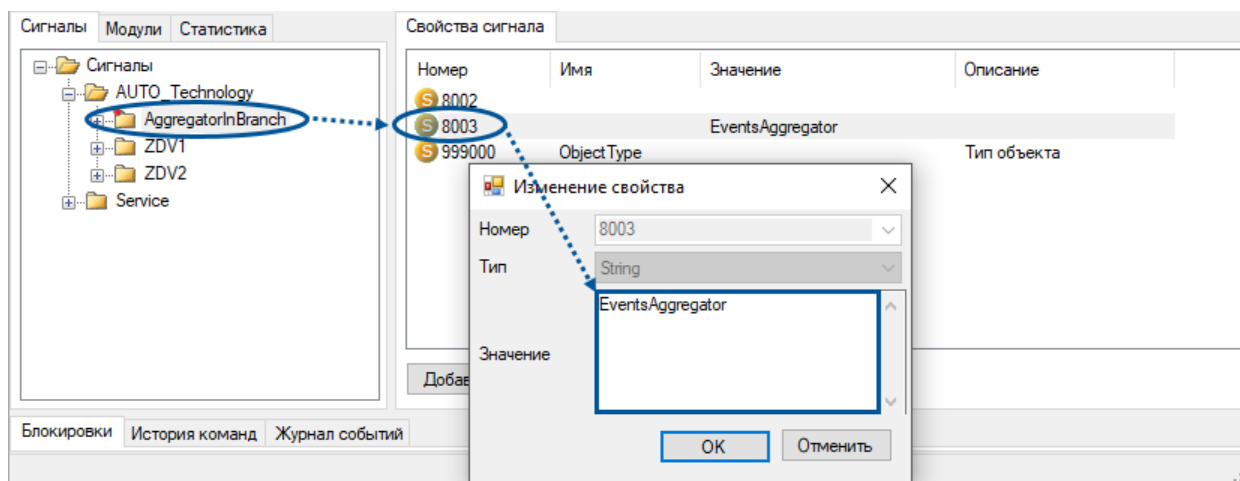 Сигналы Модули Статистика
Свойства сигнала
Сигналы
AUTO_Technology
AggregatorInBranch
ZDV1
ZDV2
Service
Номер Имя Значение Описание
8002
8003 EventsAggregator
999000 ObjectType Тип объекта
Изменение свойства
Номер 8003
Тип String
Значение EventsAggregator
OK Отменить
Блокировки История команд Журнал событий